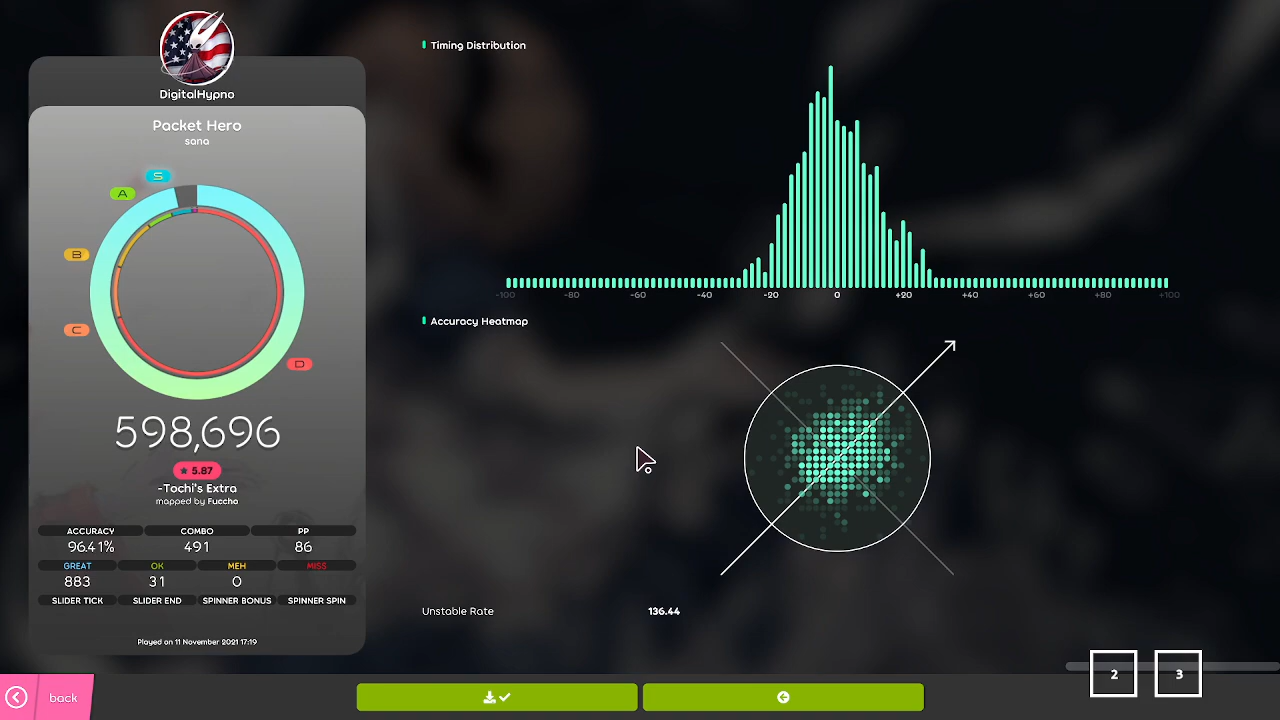 DigitalHypno
Packet Hero
sana
S
A
B
C
D
598,696
5.87
-Tochi's Extra
mapped by Fuccha
ACCURACY COMBO PP
96.41% 491 86
GREAT OK MEH MISS
883 31 0
SLIDER TICK SLIDER END SPINNER BONUS SPINNER SPIN
Played on 11 November 2021 17:19
Timing Distribution
-100 -80 -60 -40 -20 0 +20 +40 +60 +80 +100
Accuracy Heatmap
Unstable Rate 136.44
back
2 3